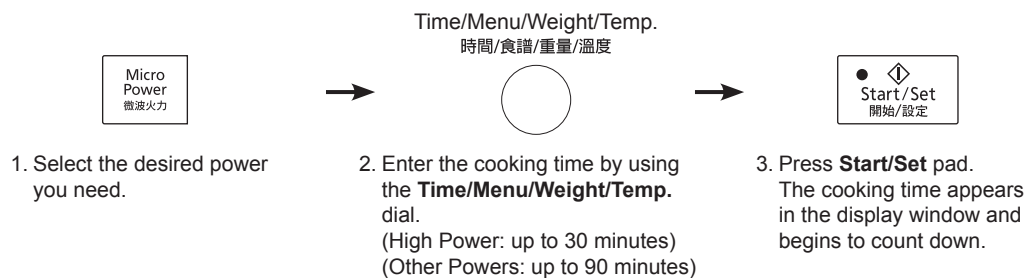 Micro
Power
微波火力
1. Select the desired power
you need.
Time/Menu/Weight/Temp.
時間/食譜/重量/溫度
2. Enter the cooking time by using
the Time/Menu/Weight/Temp.
dial.
(High Power: up to 30 minutes)
(Other Powers: up to 90 minutes)
Start/Set
開始/設定
3. Press Start/Set pad.
The cooking time appears
in the display window and
begins to count down.